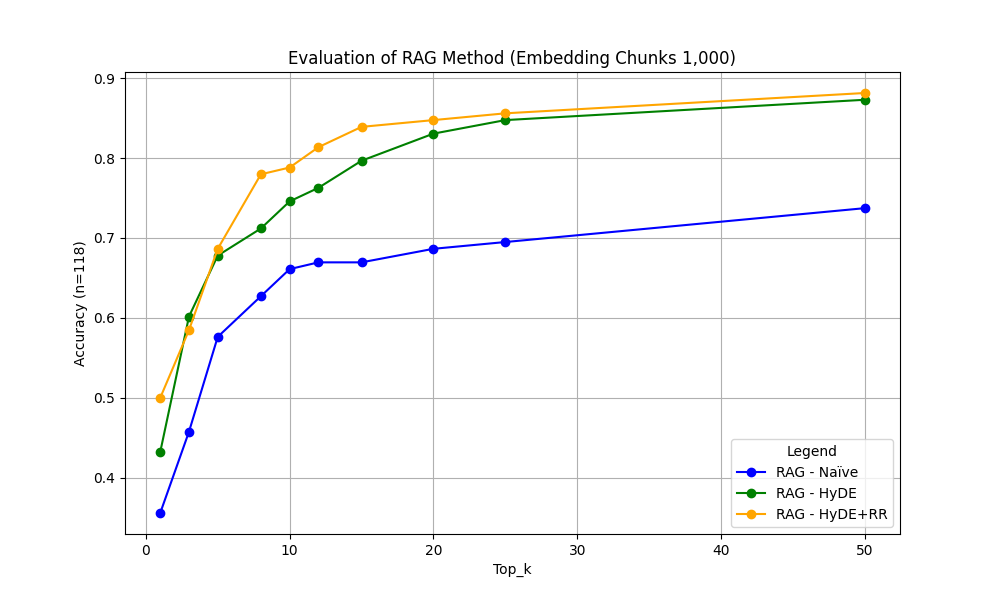 Evaluation of RAG Method (Embedding Chunks 1,000)
Accuracy (n=118)
0.9
0.8
0.7
0.6
0.5
0.4
0 10 20 30 40 50
Top_k
Legend
RAG - Naïve
RAG - HyDE
RAG - HyDE+RR